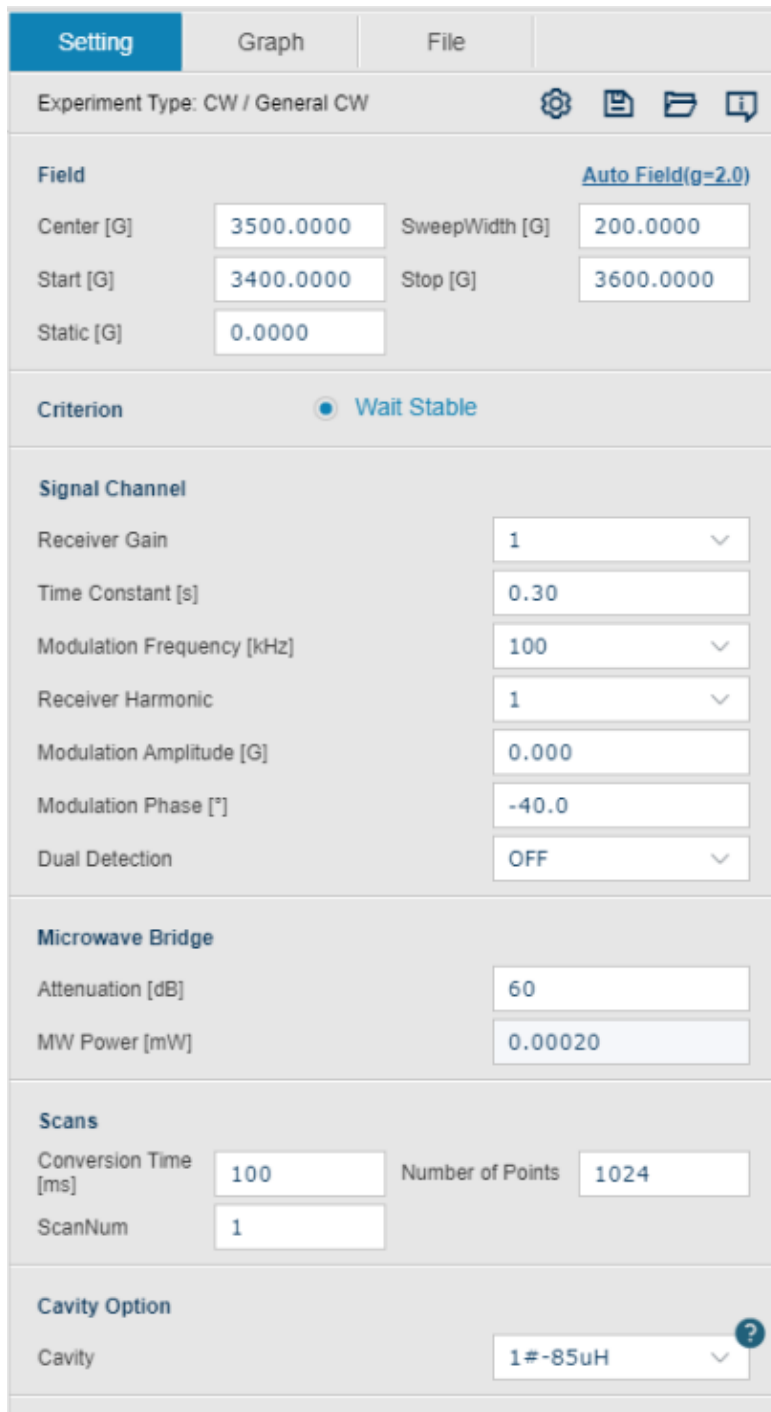 Setting Graph File
Experiment Type: CW / General CW
Field Auto Field(g=2.0)
Center [G] 3500.0000 SweepWidth [G] 200.0000
Start [G] 3400.0000 Stop [G] 3600.0000
Static [G] 0.0000
Criterion Wait Stable
Signal Channel
Receiver Gain 1
Time Constant [s] 0.30
Modulation Frequency [kHz] 100
Receiver Harmonic 1
Modulation Amplitude [G] 0.000
Modulation Phase [°] -40.0
Dual Detection OFF
Microwave Bridge
Attenuation [dB] 60
MW Power [mW] 0.00020
Scans
Conversion Time
[ms] 100 Number of Points 1024
ScanNum 1
Cavity Option
?
Cavity 1#-85uH